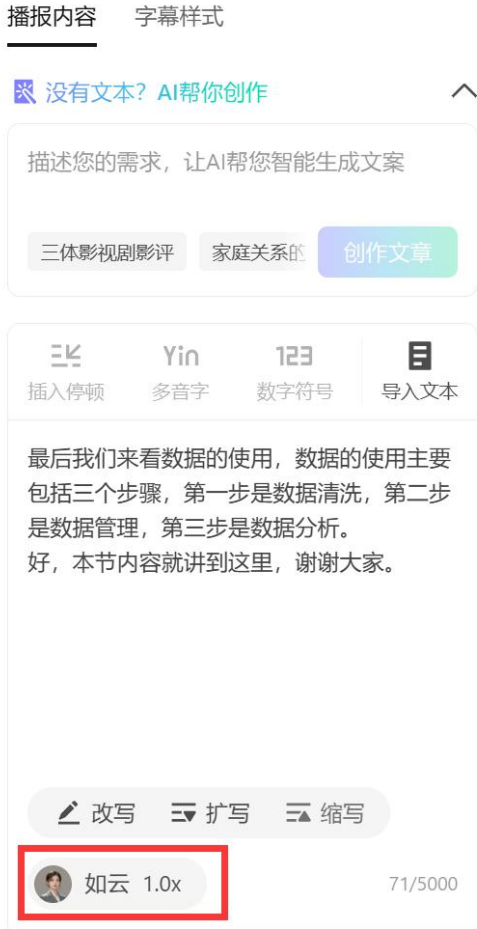 播报内容 字幕样式
没有文本？AI帮你创作
描述您的需求，让AI帮您智能生成文案
三体影视剧影评 家庭关系的 创作文章
Yin 123
插入停顿 多音字 数字符号 导入文本
最后我们来看数据的使用，数据的使用主要
包括三个步骤，第一步是数据清洗，第二步
是数据管理，第三步是数据分析。
好，本节内容就讲到这里，谢谢大家。
改写 扩写 缩写
如云 1.0x 71/5000